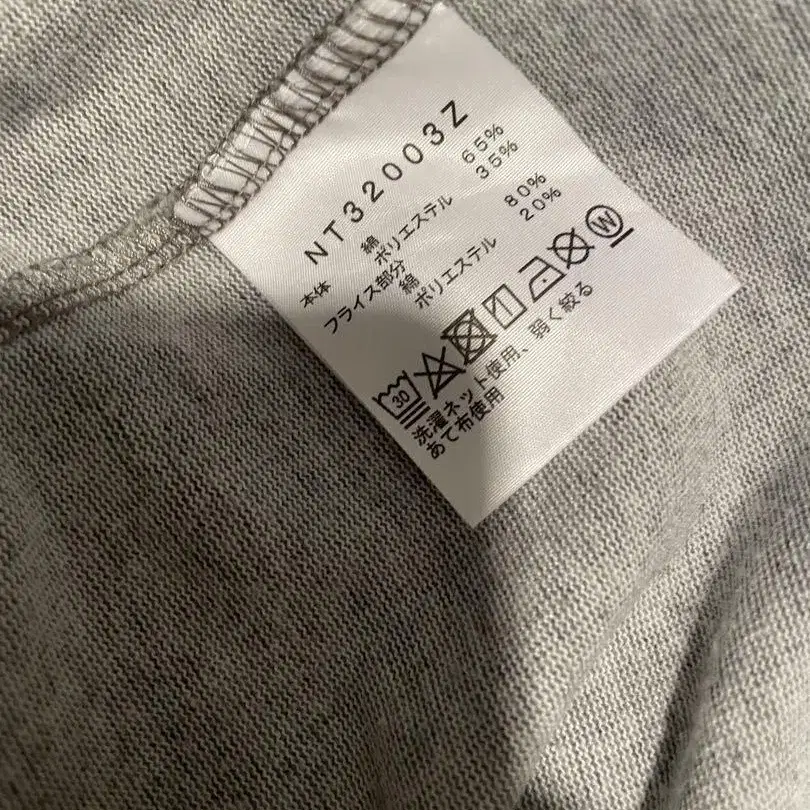 NT32003Z
本体 綿 65%
ポリエステル 35%
フライス部分
綿 80%
ポリエステル 20%
30 W
洗濯ネット使用、弱く絞る
あて布使用